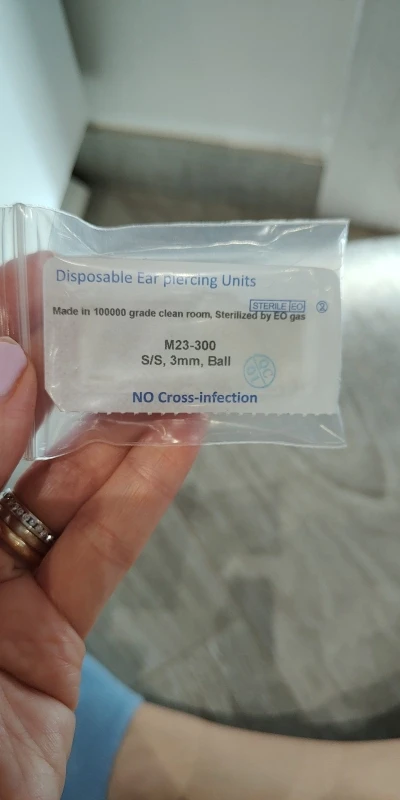 Disposable Ear piercing Units
STERILE EO
Made in 100000 grade clean room, Sterilized by EO gas
M23-300
S/S, 3mm, Ball
NO Cross-infection